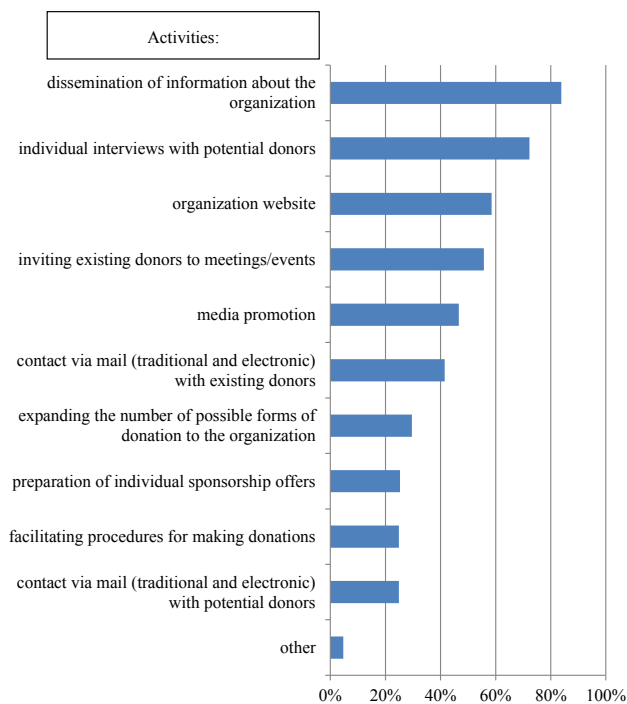 Activities:
dissemination of information about the
organization
individual interviews with potential donors
organization website
inviting existing donors to meetings/events
media promotion
contact via mail (traditional and electronic)
with existing donors
expanding the number of possible forms of
donation to the organization
preparation of individual sponsorship offers
facilitating procedures for making donations
contact via mail (traditional and electronic)
with potential donors
other
0% 20% 40% 60% 80% 100%